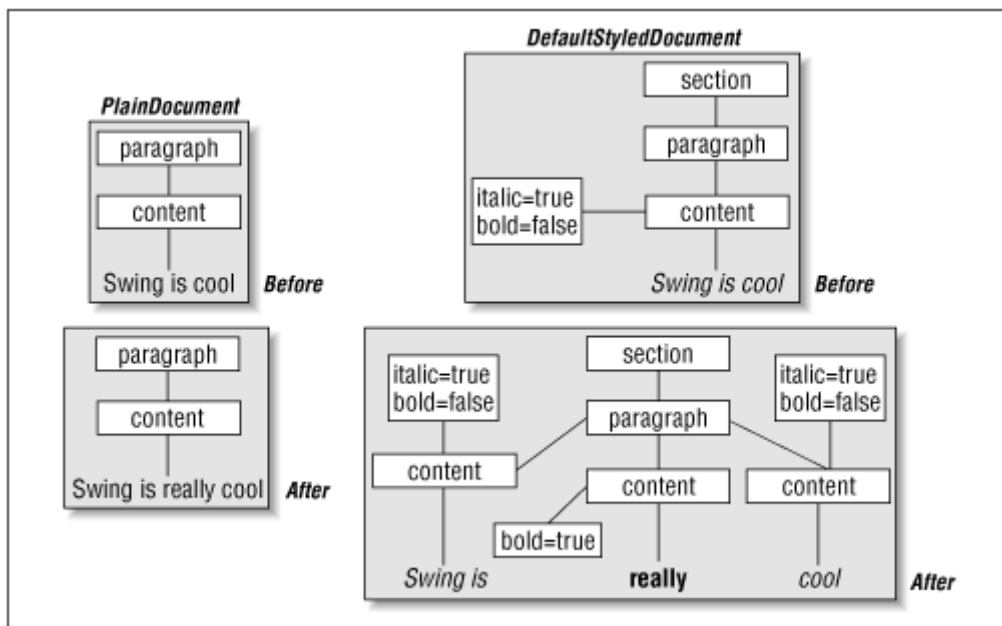 PlainDocument
paragraph
content
Swing is cool
Before
DefaultStyledDocument
section
paragraph
italic=true
bold=false
content
Swing is cool
Before
paragraph
content
Swing is really cool
After
section
italic=true
bold=false
italic=true
bold=false
paragraph
content
content
content
bold=true
Swing is
really
cool
After